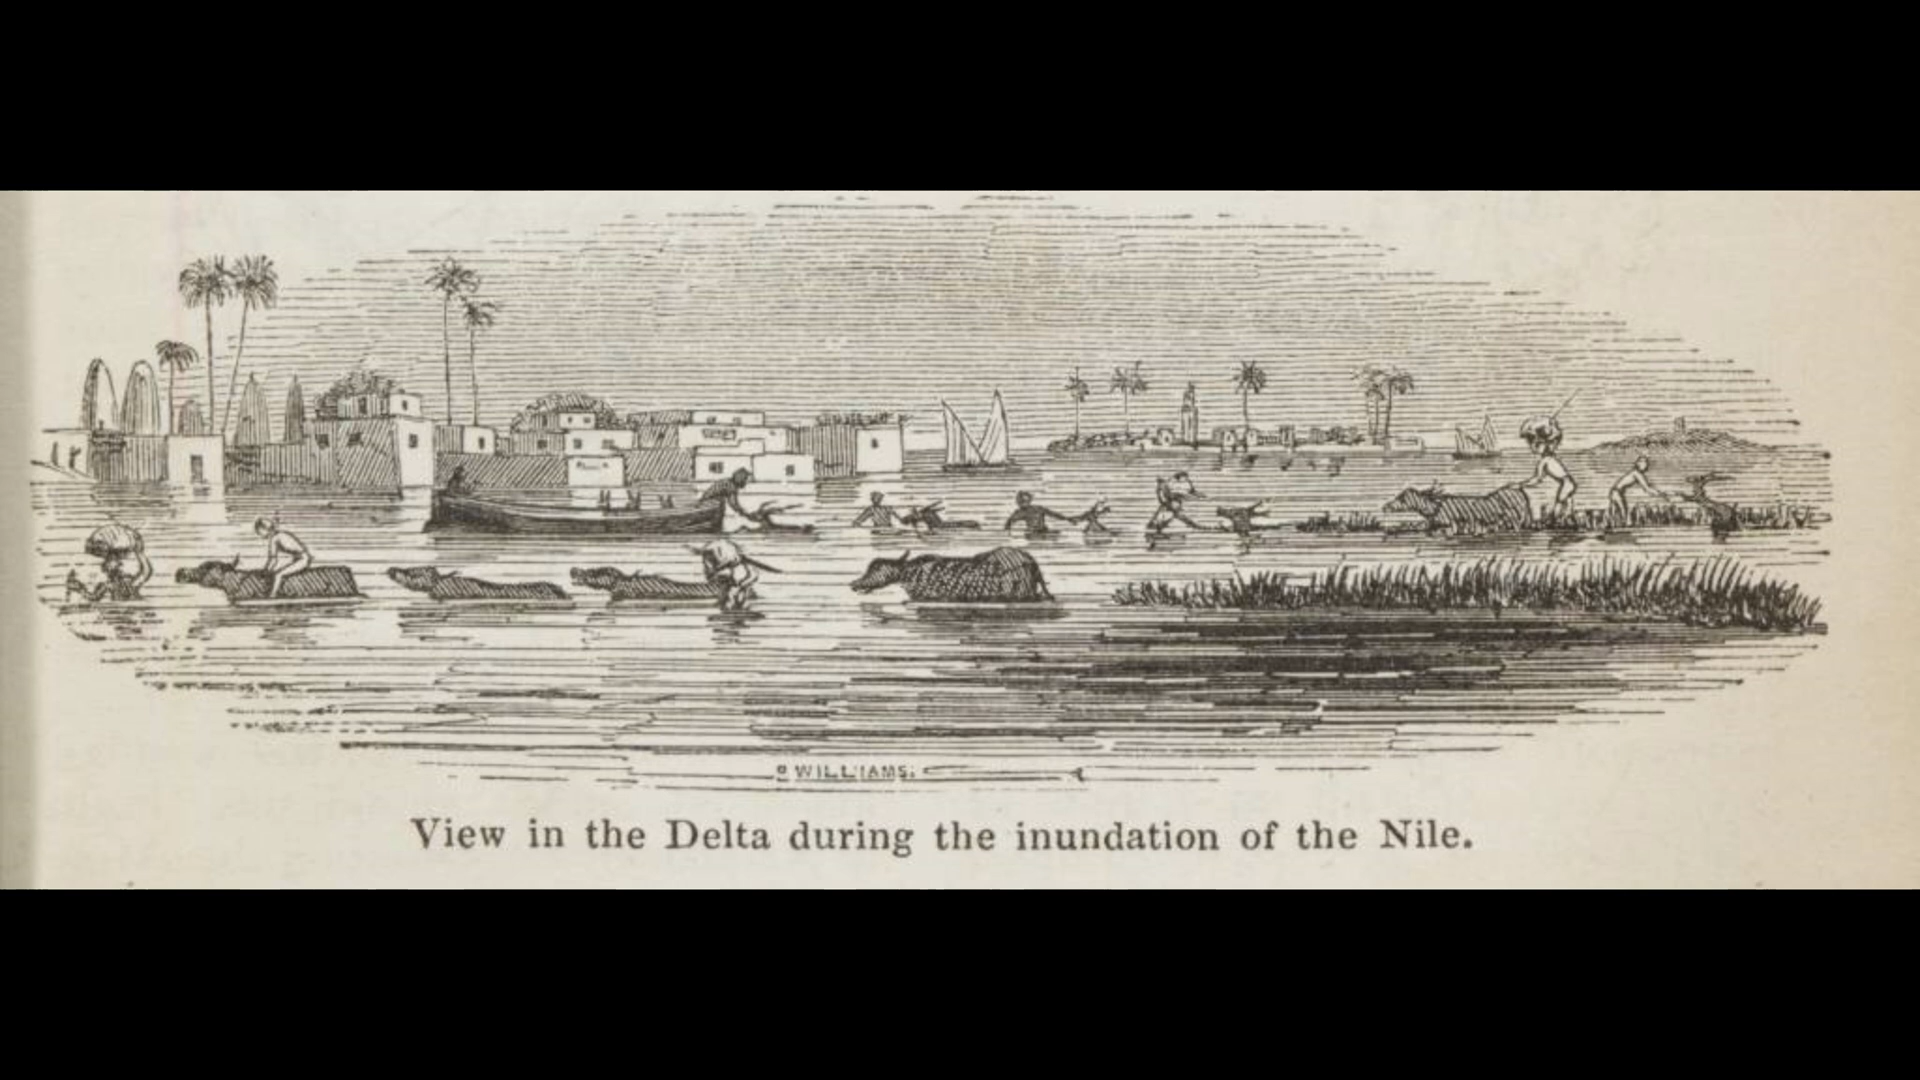 WILLIAMS.
View in the Delta during the inundation of the Nile.